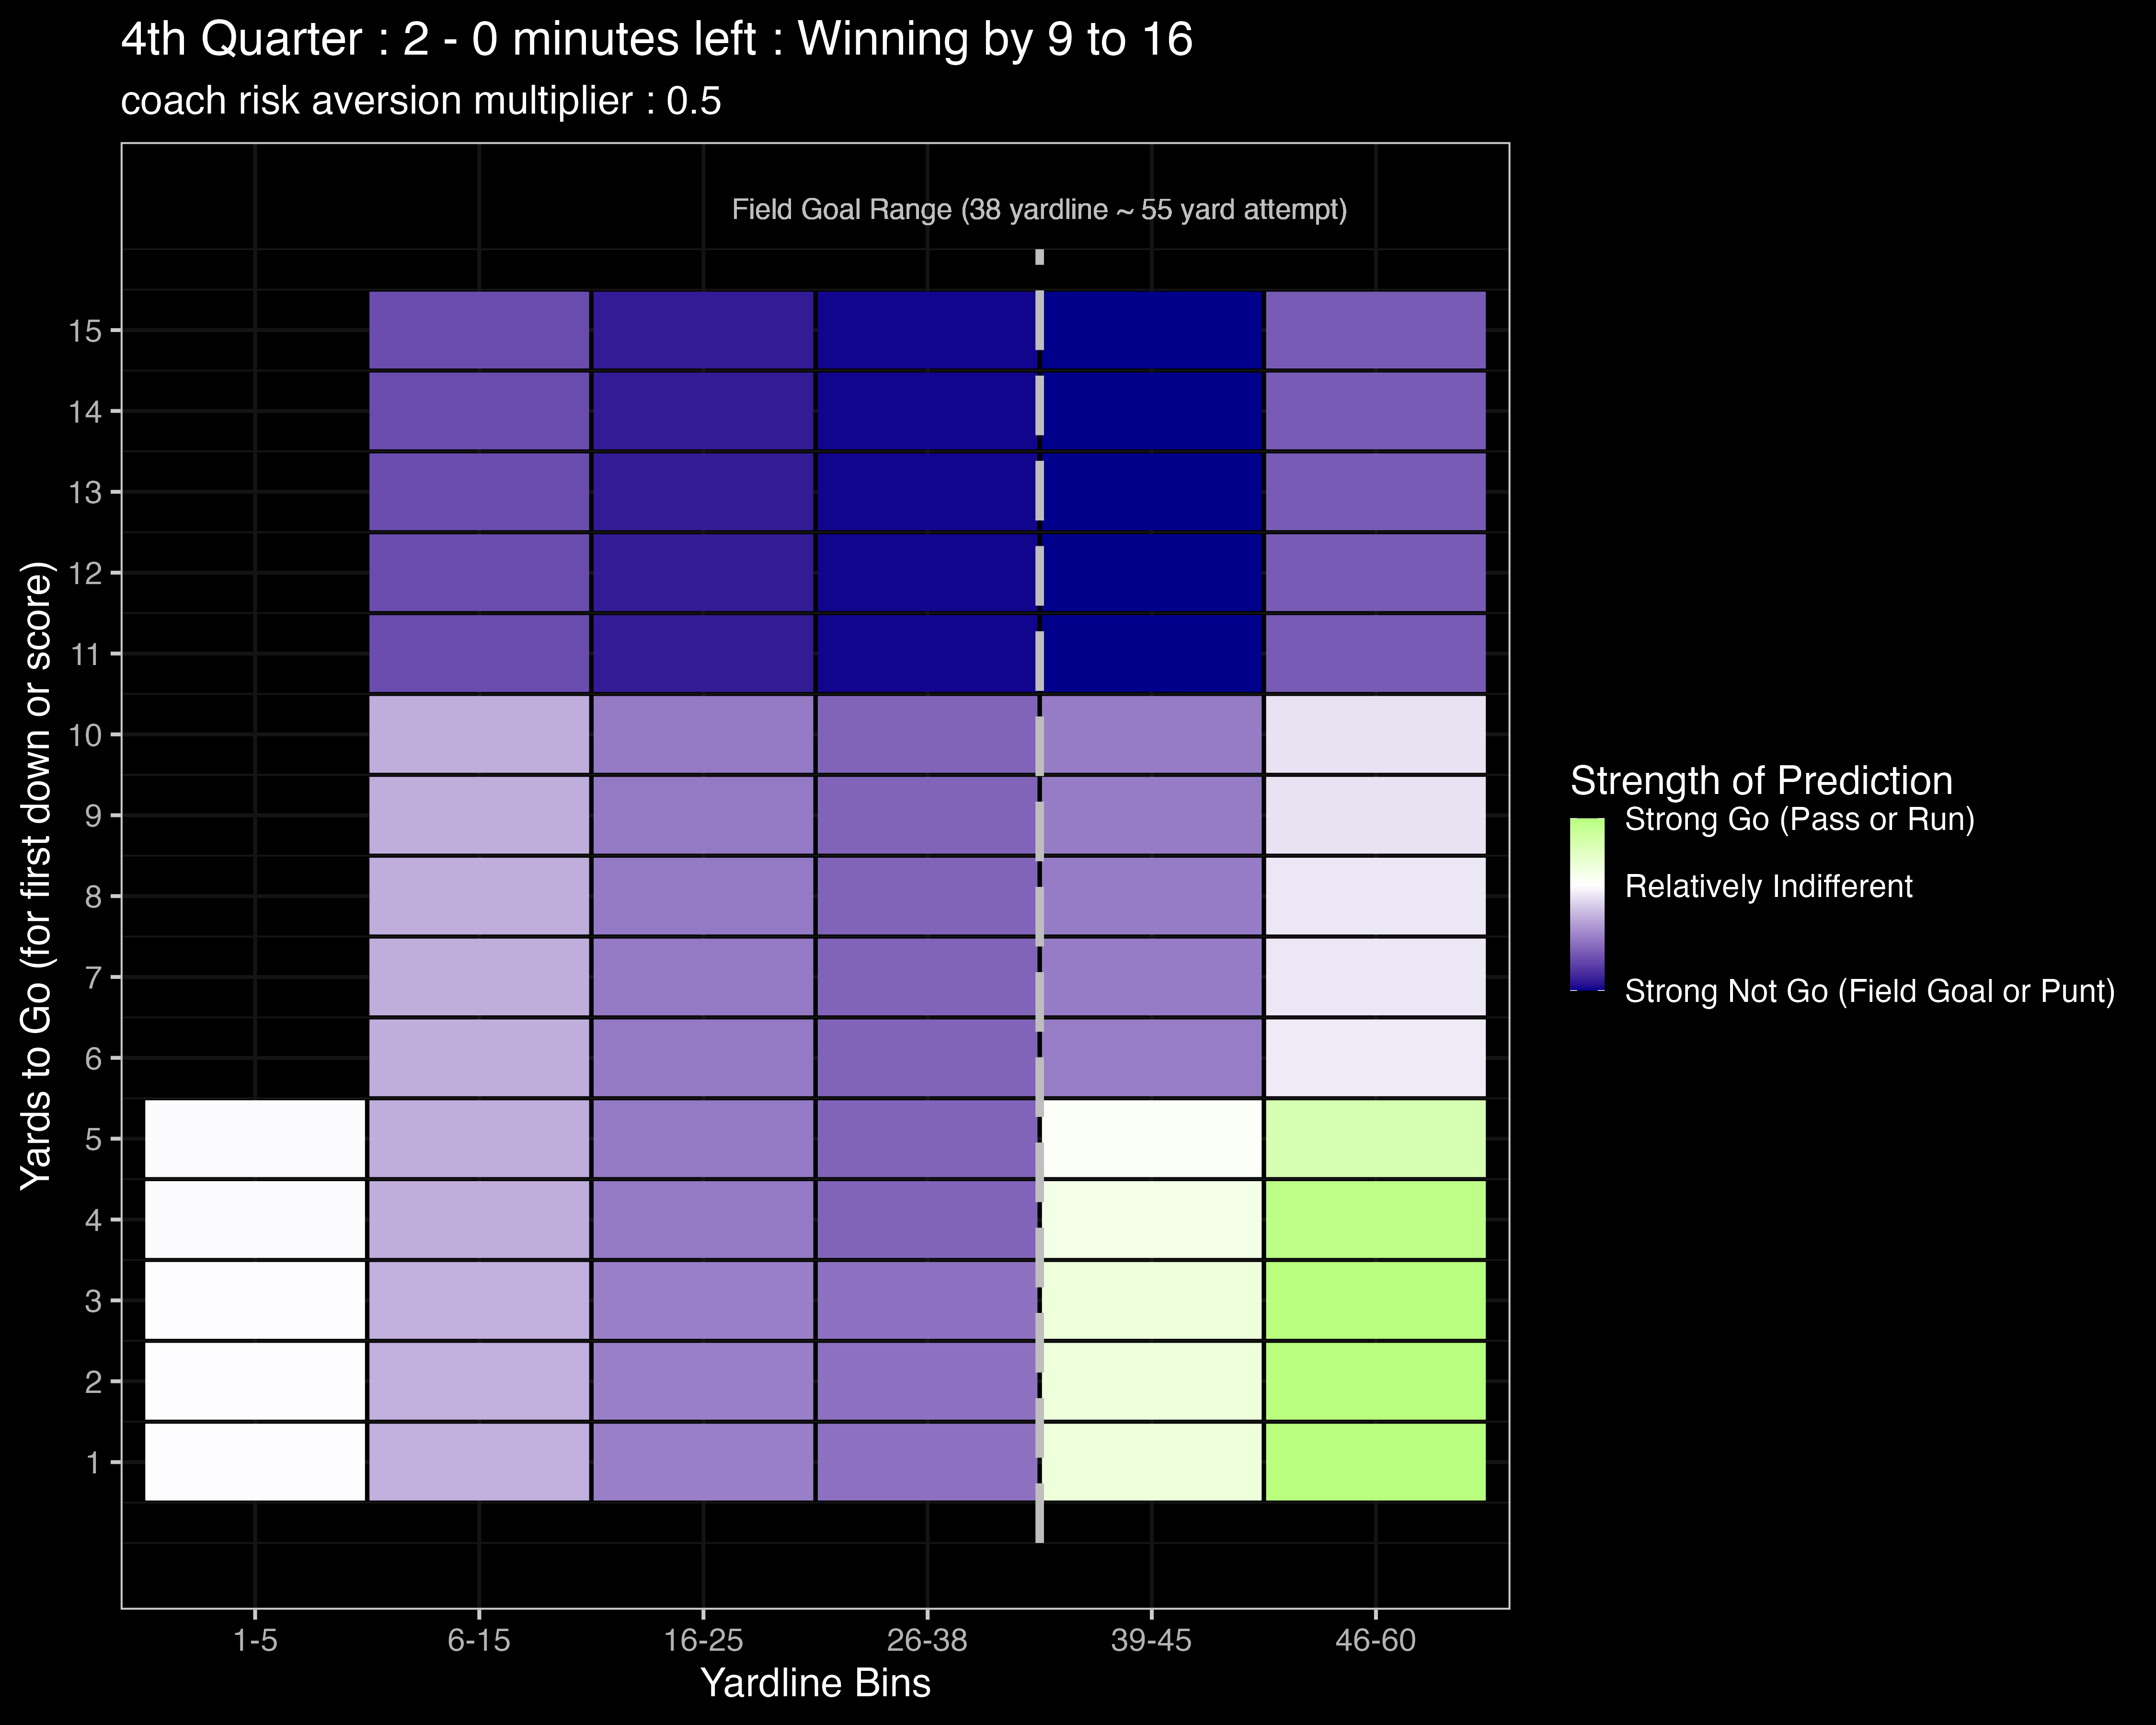 4th Quarter : 2 - 0 minutes left : Winning by 9 to 16
coach risk aversion multiplier : 0.5
Field Goal Range (38 yardline ~ 55 yard attempt)
Yards to Go (for first down or score)
15
14
13
12
11
10
9
8
7
6
5
4
3
2
1
1-5
6-15
16-25
26-38
39-45
46-60
Yardline Bins
Strength of Prediction
Strong Go (Pass or Run)
Relatively Indifferent
Strong Not Go (Field Goal or Punt)